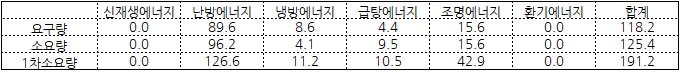 신재생에너지 난방에너지 냉방에너지 급탕에너지 조명에너지 환기에너지 합계
요구량 0.0 89.6 8.6 4.4 15.6 0.0 118.2
소요량 0.0 96.2 4.1 9.5 15.6 0.0 125.4
1차소요량 0.0 126.6 11.2 10.5 42.9 0.0 191.2